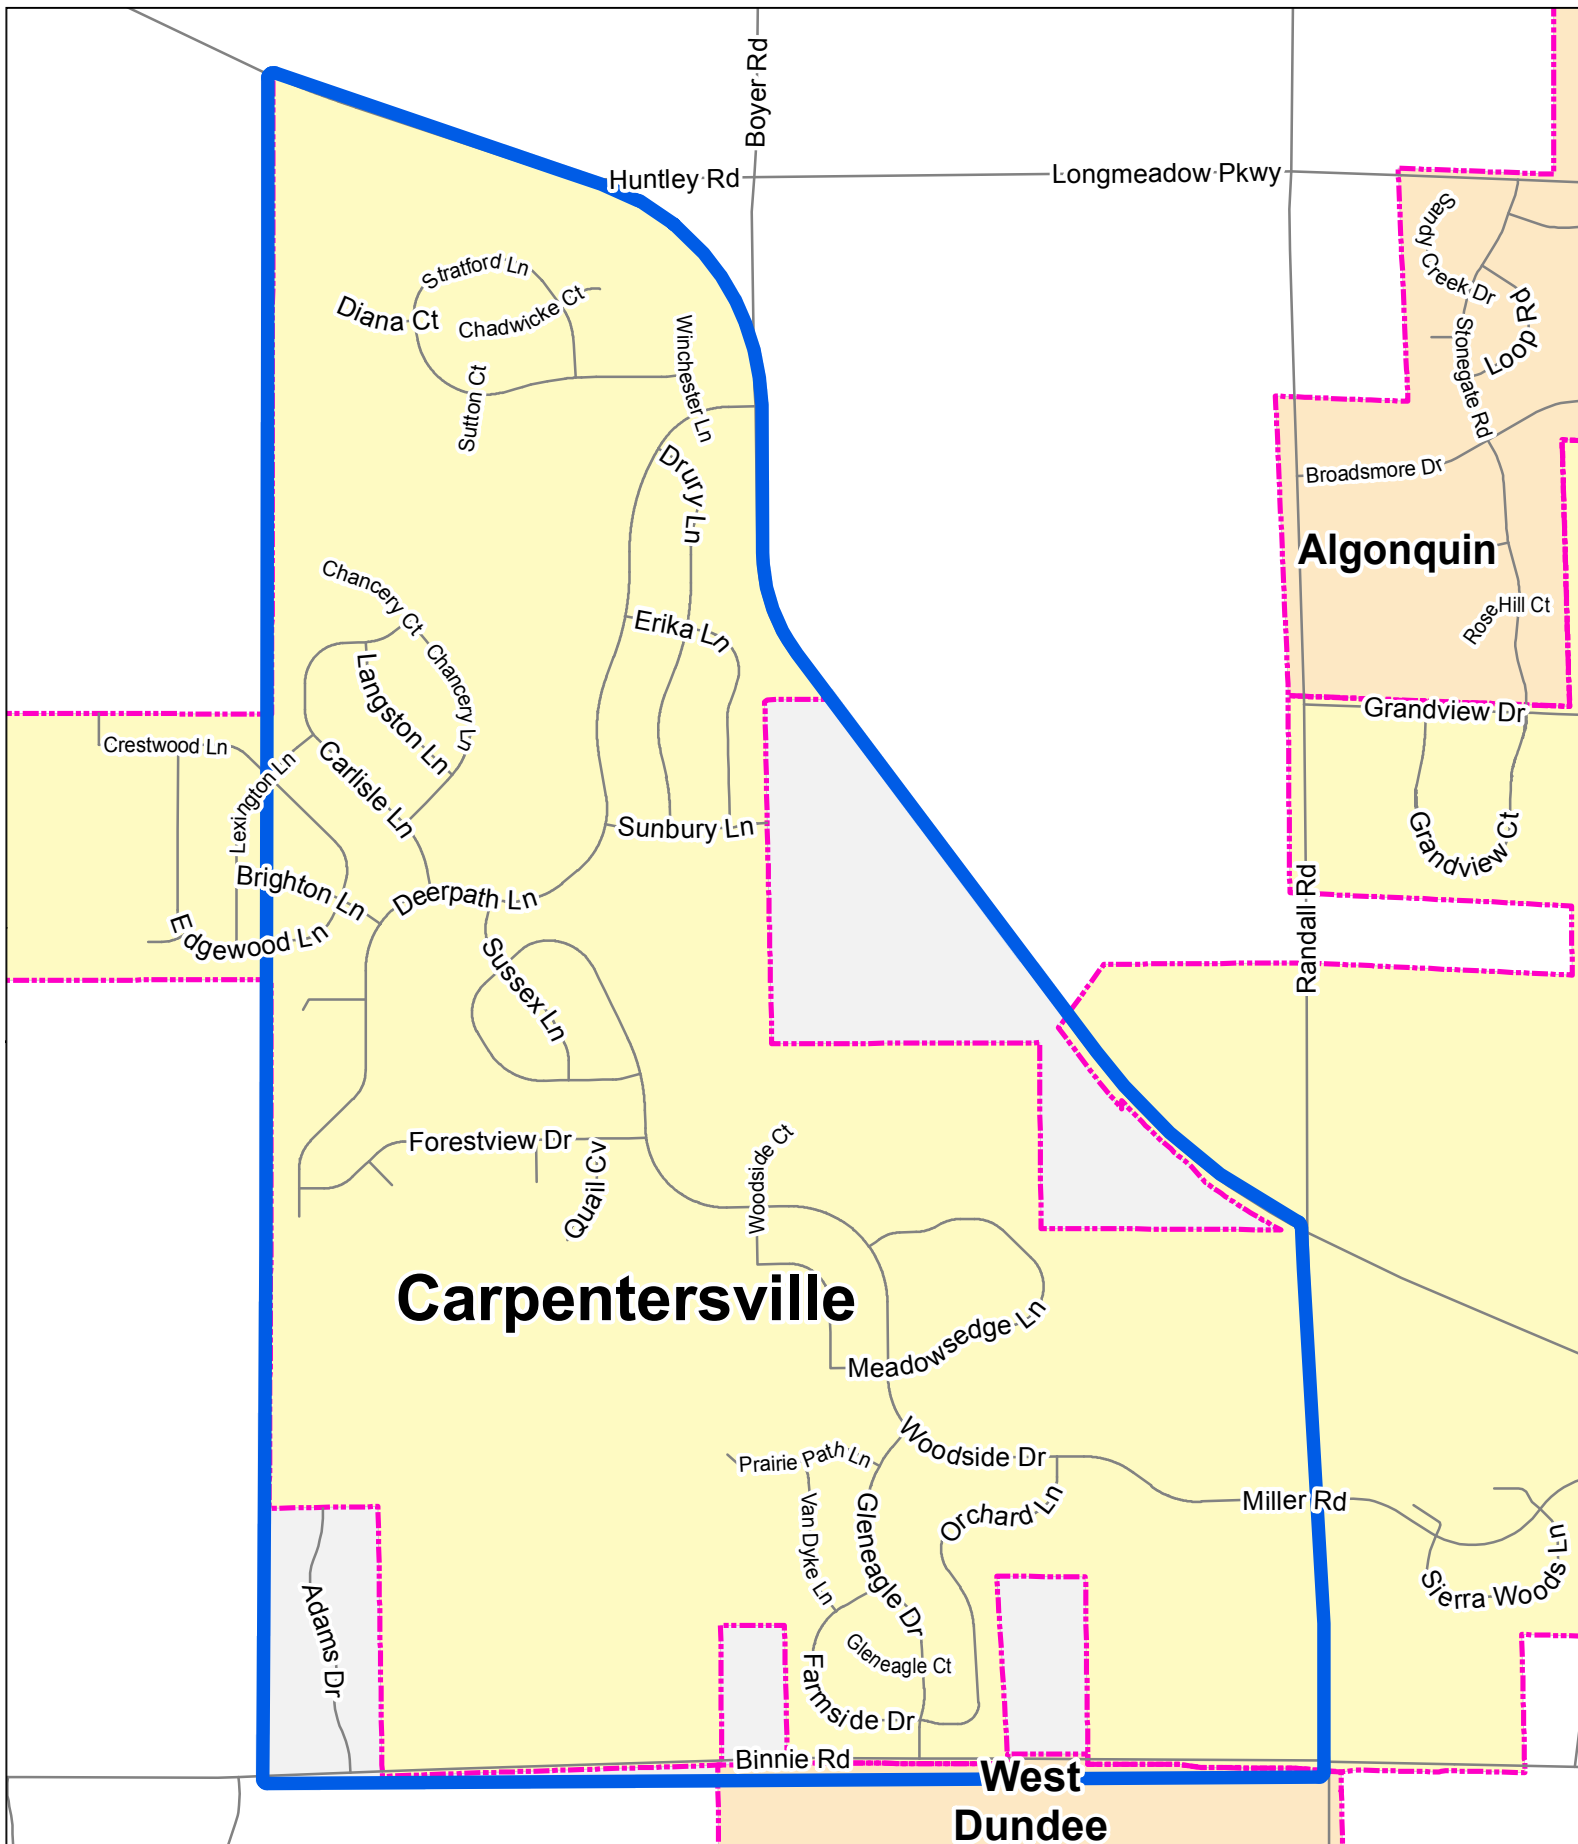 Boyer Rd
Huntley Rd
Longmeadow Pkwy
Sandy Creek Dr
Stratford Ln
Diana Ct
Chadwicke Ct
Winchester Ln
Sutton Ct
Loop Rd
Stonegate Rd
Broadsmore Dr
Drury Ln
Algonquin
Chancery Ct
Rose Hill Ct
Erika Ln
Chancery Ln
Langston Ln
Grandview Dr
Crestwood Ln
Lexington Ln
Carlisle Ln
Sunbury Ln
Grandview Ct
Brighton Ln
Deerpath Ln
Randall Rd
Edgewood Ln
Sussex Ln
Forestview Dr
Quail Cv
Woodside Ct
Carpentersville
Meadowsedge Ln
Woodside Dr
Prairie Path Ln
Van Dyke Ln
Gleneagle Dr
Orchard Ln
Miller Rd
Sierra Woods Ln
Adams Dr
Gleneagle Ct
Farmside Dr
Binnie Rd
West
Dundee